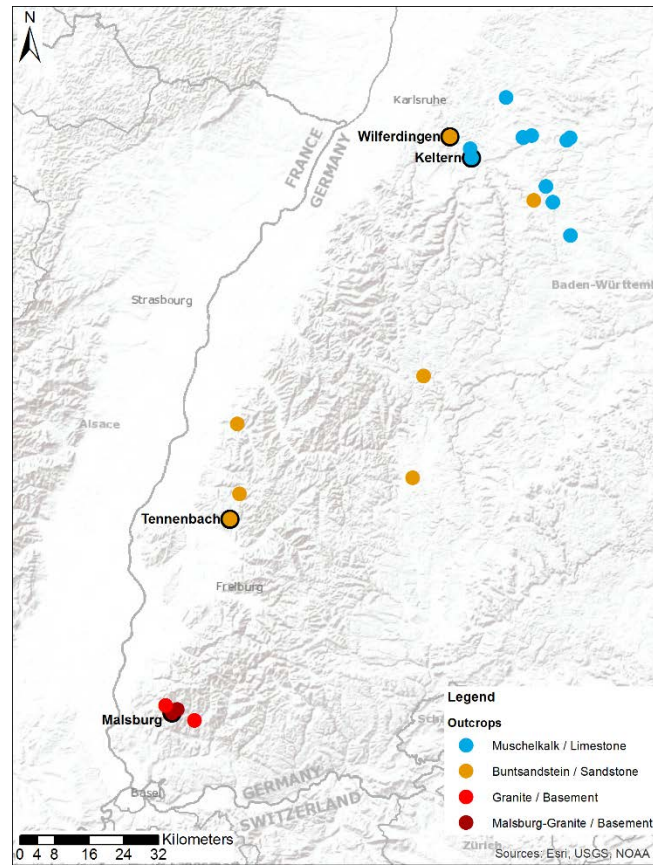 N
Karlsruhe
Wilferdingen
Keltern
FRANCE
GERMANY
Baden-Württemb
Strasbourg
Alsace
Tennenbach
Freiburg
Malsburg
Basel
GERMANY
SWITZERLAND
Zürich
Legend
Outcrops
Muschelkalk / Limestone
Buntsandstein / Sandstone
Granite / Basement
Malsburg-Granite / Basement
0 4 8 16 24 32 Kilometers
Sources: Esri, USGS, NOAA